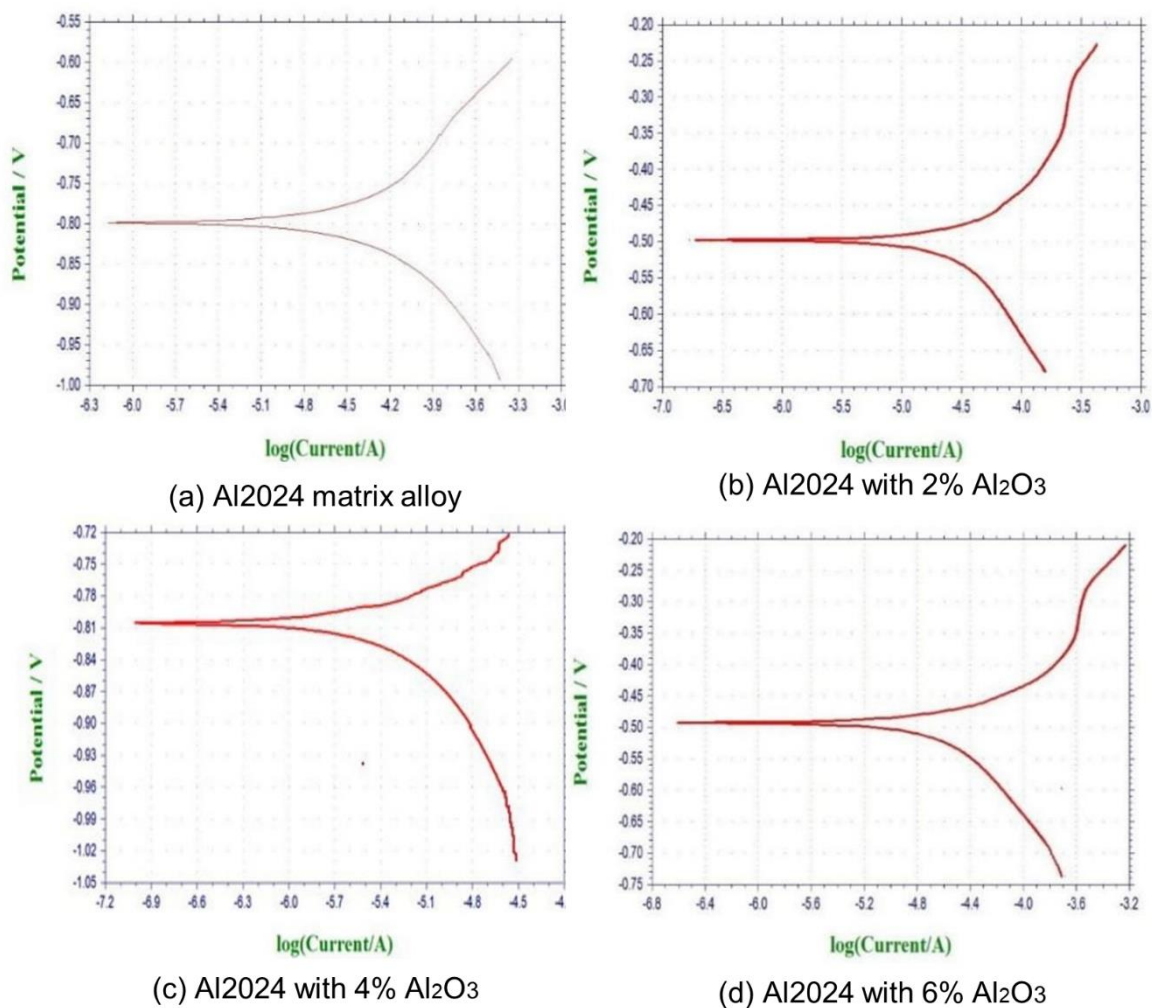 -0.55
-0.60
-0.65
-0.70
-0.75
-0.80
-0.85
-0.90
-0.95
-1.00
Potential / V
-6.3 -6.0 -5.7 -5.4 -5.1 -4.8 -4.5 -4.2 -3.9 -3.6 -3.3 -3.0
log(Current/A)
(a) Al2024 matrix alloy
-0.20
-0.25
-0.30
-0.35
-0.40
-0.45
-0.50
-0.55
-0.60
-0.65
-0.70
Potential / V
-7.0 -6.5 -6.0 -5.5 -5.0 -4.5 -4.0 -3.5 -3.0
log(Current/A)
(b) Al2024 with 2% Al2O3
-0.72
-0.75
-0.78
-0.81
-0.84
-0.87
-0.90
-0.93
-0.96
-0.99
-1.02
-1.05
Potential / V
-7.2 -6.9 -6.6 -6.3 -6.0 -5.7 -5.4 -5.1 -4.8 -4.5 -4.
log(Current/A)
(c) Al2024 with 4% Al2O3
-0.20
-0.25
-0.30
-0.35
-0.40
-0.45
-0.50
-0.55
-0.60
-0.65
-0.70
-0.75
Potential / V
-6.8 -6.4 -6.0 -5.6 -5.2 -4.8 -4.4 -4.0 -3.6 -3.2
log(Current/A)
(d) Al2024 with 6% Al2O3